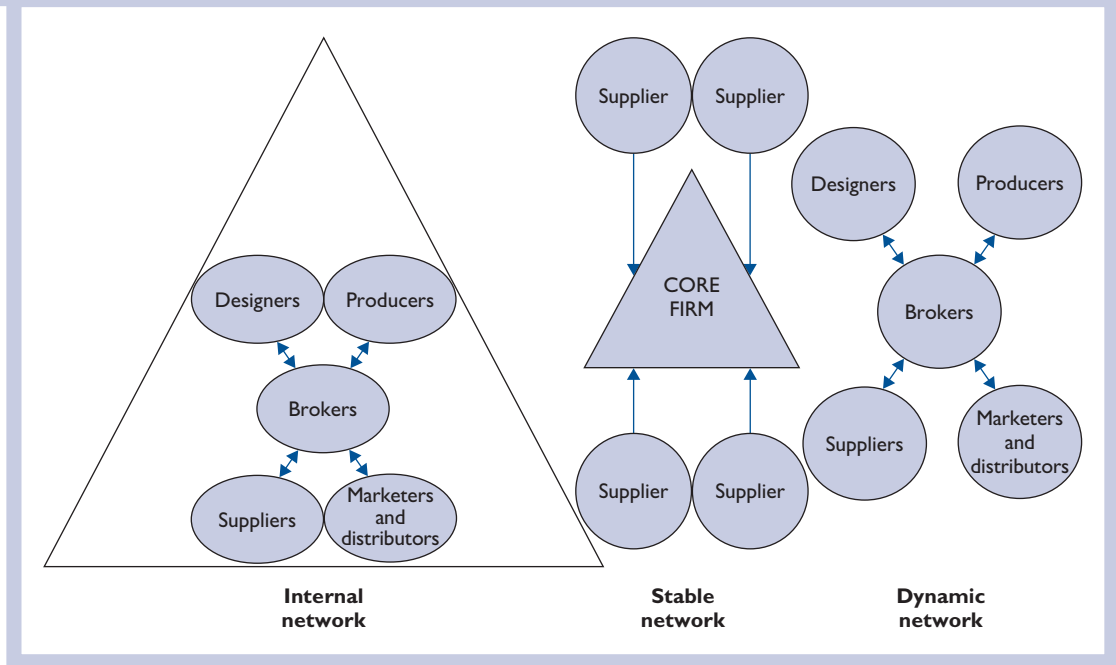 Designers
Producers
Brokers
Suppliers
Marketers
and
distributors
Internal
network
Supplier
Supplier
CORE
FIRM
Supplier
Supplier
Stable
network
Designers
Producers
Brokers
Suppliers
Marketers
and
distributors
Dynamic
network